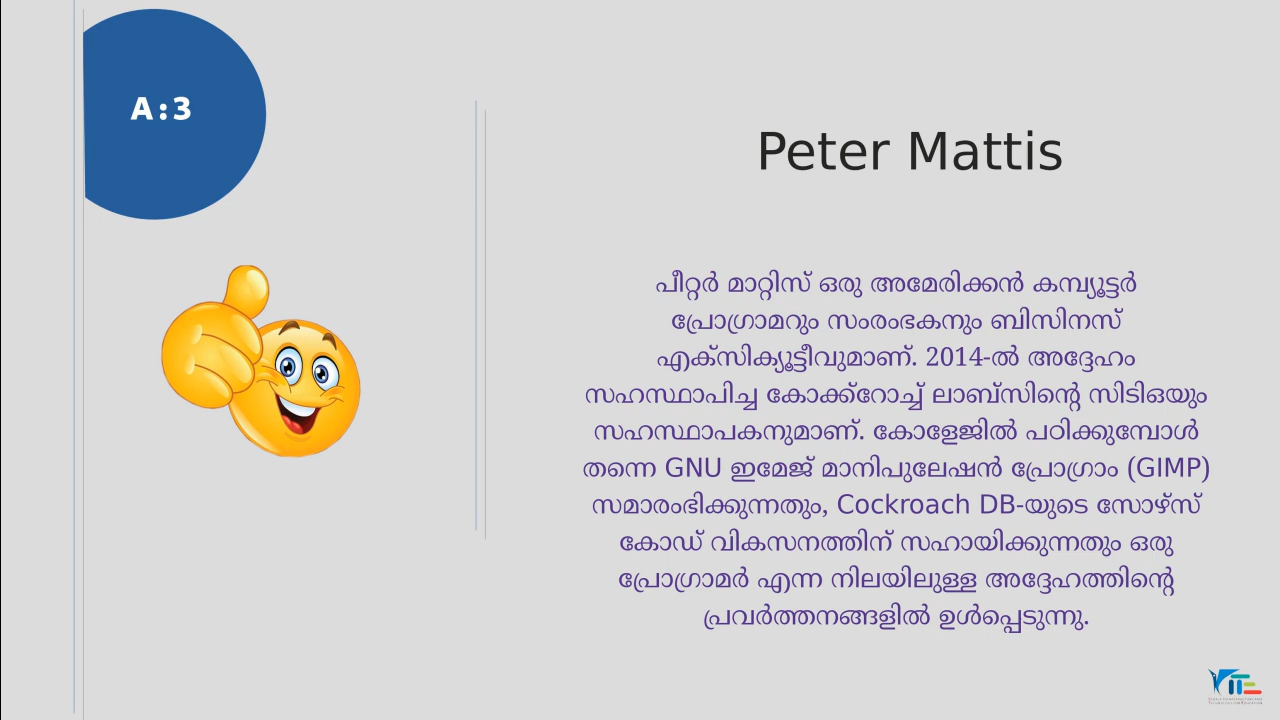 A:3
Peter Mattis
പീറ്റർ മാറ്റിസ് ഒരു അമേരിക്കൻ കമ്പ്യൂട്ടർ
പ്രോഗ്രാമറും സംരംഭകനും ബിസിനസ്
എക്സിക്യൂട്ടീവുമാണ്. 2014-ൽ അദ്ദേഹം
സഹസ്ഥാപിച്ച കോക്ക്റോച്ച് ലാബ്സിന്റെ സിടിഒയും
സഹസ്ഥാപകനുമാണ്. കോളേജിൽ പഠിക്കുമ്പോൾ
തന്നെ GNU ഇമേജ് മാനിപുലേഷൻ പ്രോഗ്രാം (GIMP)
സമാരംഭിക്കുന്നതും, Cockroach DB-യുടെ സോഴ്സ്
കോഡ് വികസനത്തിന് സഹായിക്കുന്നതും ഒരു
പ്രോഗ്രാമർ എന്ന നിലയിലുള്ള അദ്ദേഹത്തിന്റെ
പ്രവർത്തനങ്ങളിൽ ഉൾപ്പെടുന്നു.